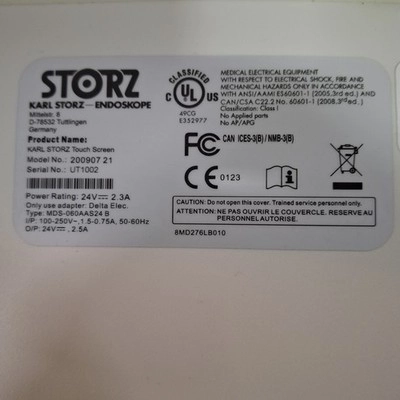 STORZ
KARL STORZ—ENDOSKOPE
Mittelstr. 8
D-78532 Tuttlingen
Germany
Product Name:
KARL STORZ Touch Screen
Model No.: 200907 21
Serial No.: UT1002
Power Rating: 24V⎓ 2.3A
Only use adapter: Delta Elec.
Type: MDS-060AAS24 B
I/P: 100-250V~,1.5-0.75A, 50-60Hz
O/P: 24V⎓, 2.5A
CLASSIFIED
C UL US
49CG
E352977
MEDICAL ELECTRICAL EQUIPMENT
WITH RESPECT TO ELECTRICAL SHOCK, FIRE AND
MECHANICAL HAZARDS ONLY IN ACCORDANCE
WITH ANSI/AAMI ES60601-1 (2005,3rd ed.) AND
CAN/CSA C22.2 No. 60601-1 (2008,3rd ed.)
Classification: Class I
No Applied parts
No AP/APG
FC CAN ICES-3(B) / NMB-3(B)
CE 0123
CAUTION: Do not open this cover. Trained service personnel only.
ATTENTION: NE PAS OUVRIR LE COUVERCLE. RESERVE AU
PERSONNEL AUTORISE.
8MD276LB010